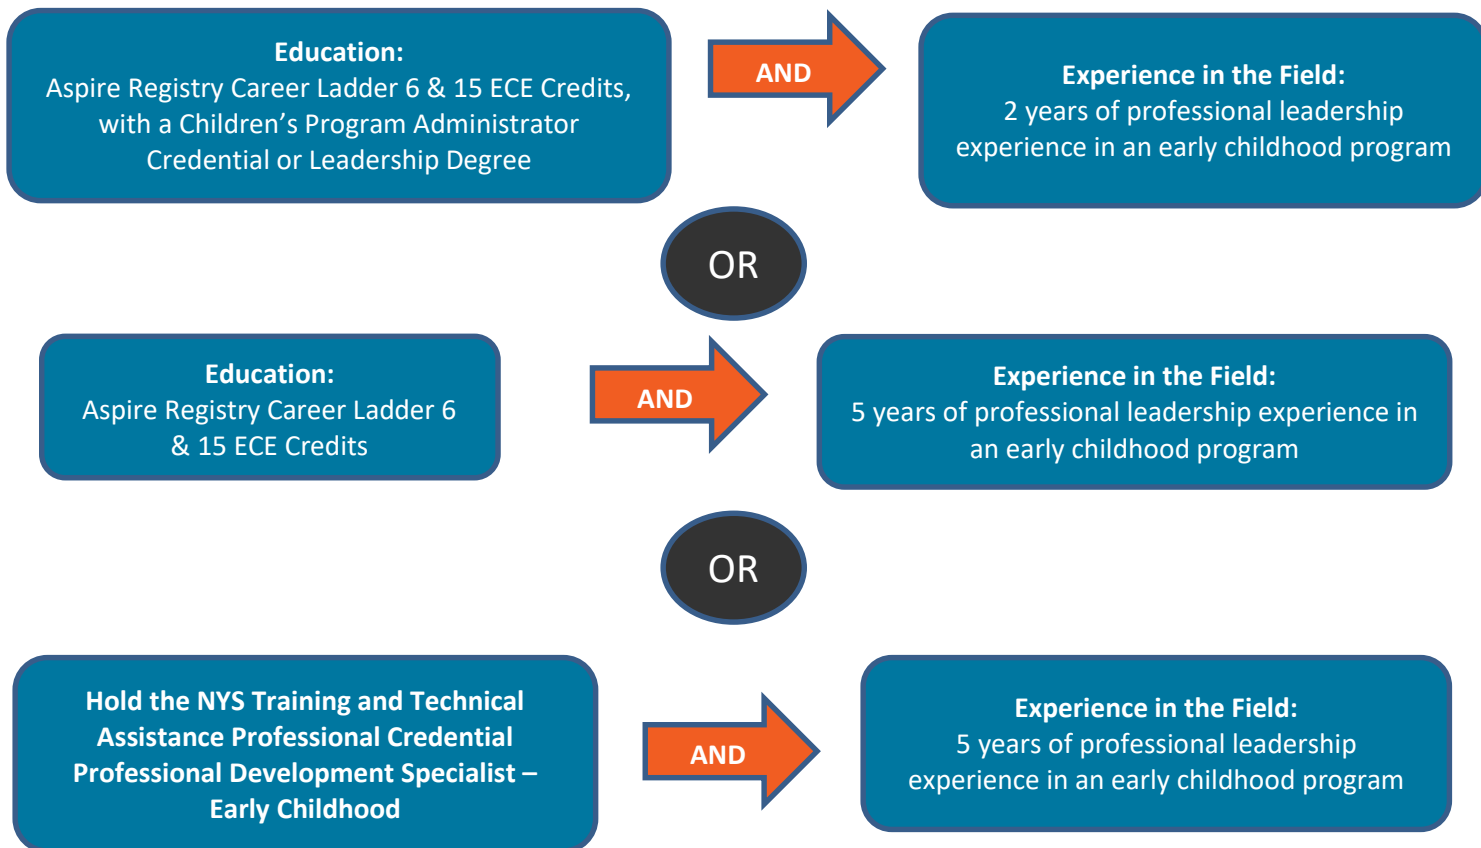 Education:
Aspire Registry Career Ladder 6 & 15 ECE Credits,
with a Children’s Program Administrator
Credential or Leadership Degree
AND
Experience in the Field:
2 years of professional leadership
experience in an early childhood program
OR
Education:
Aspire Registry Career Ladder 6
& 15 ECE Credits
AND
Experience in the Field:
5 years of professional leadership experience in
an early childhood program
OR
Hold the NYS Training and Technical
Assistance Professional Credential
Professional Development Specialist –
Early Childhood
AND
Experience in the Field:
5 years of professional leadership
experience in an early childhood program